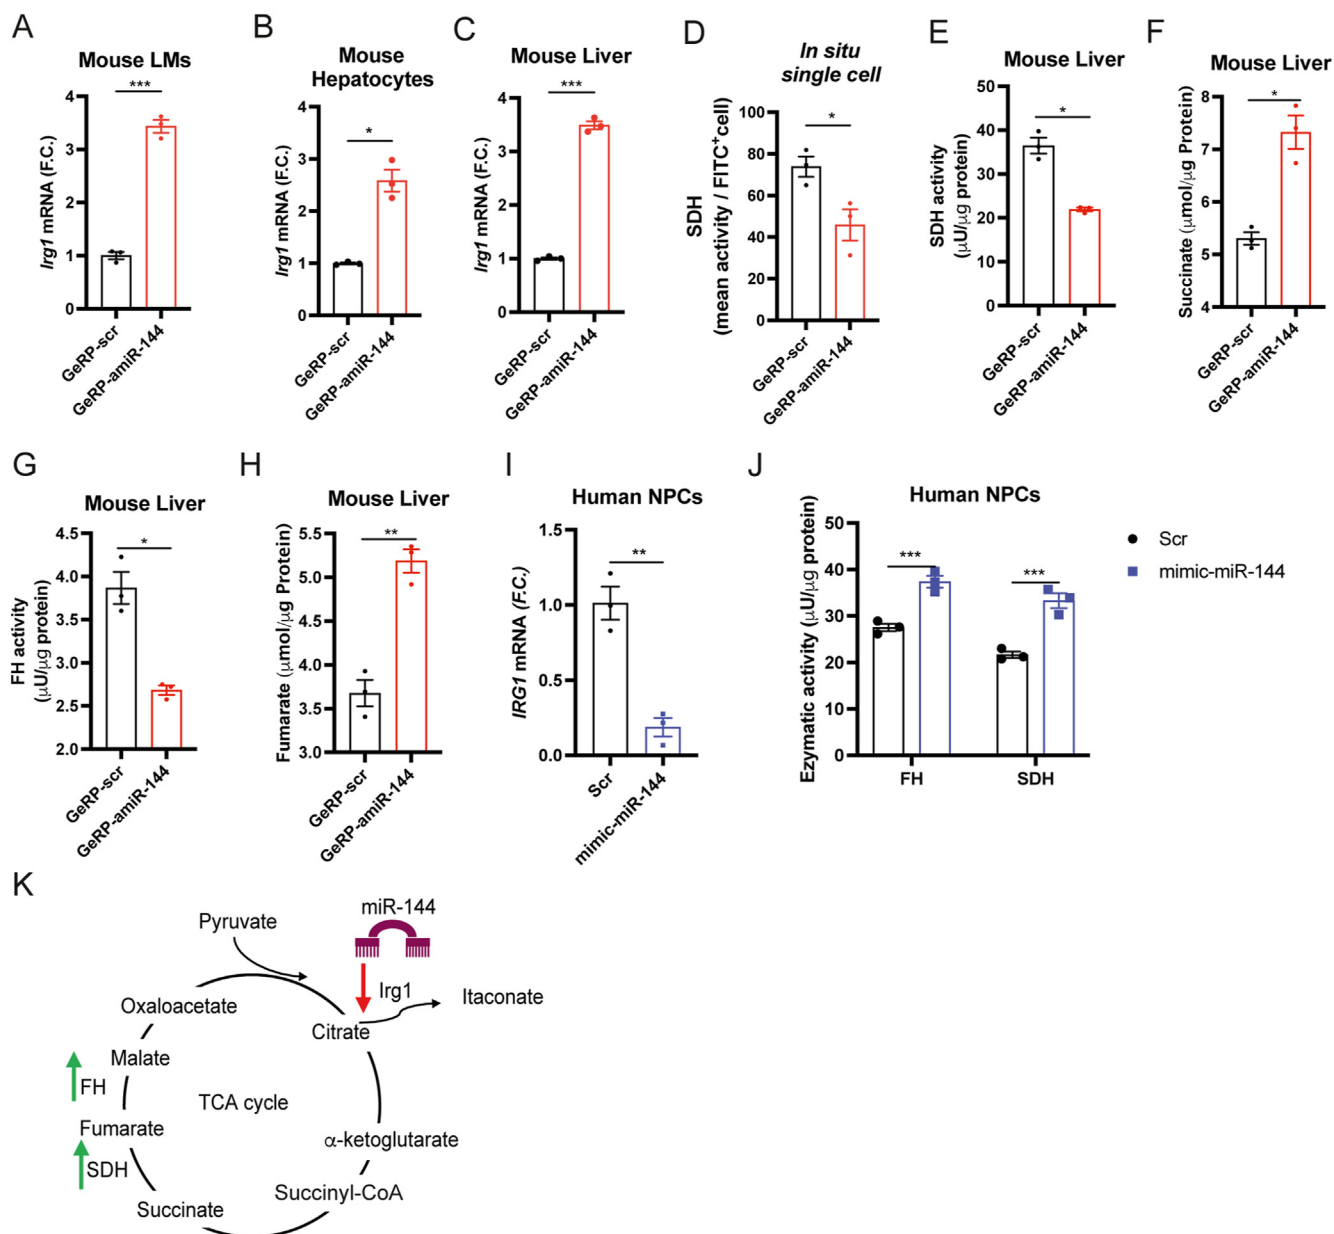 A
Mouse LMs
***
Irg1 mRNA (F.C.)
4
3
2
1
0
GeRP-scr
GeRP-amiR-144
B
Mouse
Hepatocytes
*
Irg1 mRNA (F.C.)
4
3
2
1
0
GeRP-scr
GeRP-amiR-144
C
Mouse Liver
***
Irg1 mRNA (F.C.)
4
3
2
1
0
GeRP-scr
GeRP-amiR-144
D
In situ
single cell
*
SDH
(mean activity / FITC+cell)
100
80
60
40
20
0
GeRP-scr
GeRP-amiR-144
E
Mouse Liver
*
SDH activity
(μU/μg protein)
50
40
30
20
10
0
GeRP-scr
GeRP-amiR-144
F
Mouse Liver
*
Succinate (μmol/μg Protein)
8
7
6
5
4
GeRP-scr
GeRP-amiR-144
G
Mouse Liver
*
FH activity
(μU/μg protein)
4.5
4.0
3.5
3.0
2.5
2.0
GeRP-scr
GeRP-amiR-144
H
Mouse Liver
**
Fumarate (μmol/μg Protein)
5.5
5.0
4.5
4.0
3.5
3.0
GeRP-scr
GeRP-amiR-144
I
Human NPCs
**
IRG1 mRNA (F.C.)
1.5
1.0
0.5
0.0
Scr
mimic-miR-144
J
Human NPCs
***
***
Ezymatic activity (μU/μg protein)
50
40
30
20
10
0
FH
SDH
Scr
mimic-miR-144
K
miR-144
Pyruvate
Irg1
Itaconate
Oxaloacetate
Citrate
Malate
FH
TCA cycle
Fumarate
α-ketoglutarate
SDH
Succinyl-CoA
Succinate